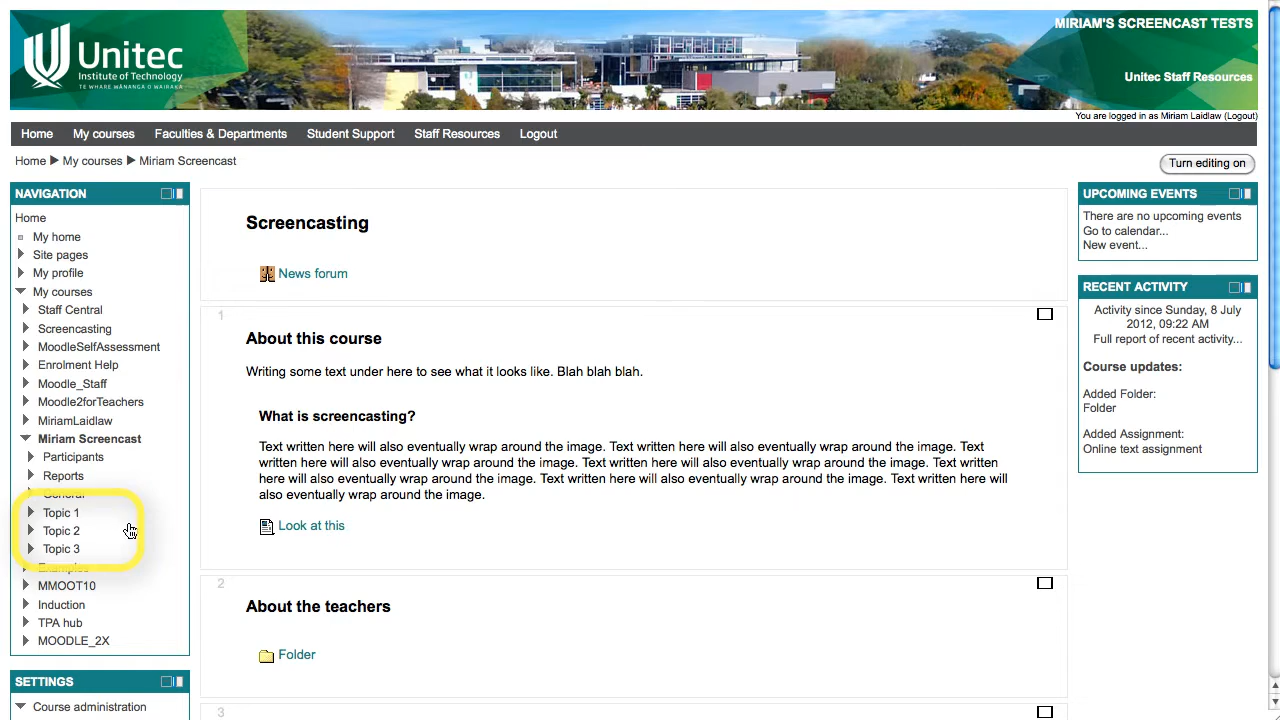 MIRIAM'S SCREENCAST TESTS
Unitec
Institute of Technology
TE WHARE WĀNANGA O WAIRAKA
Unitec Staff Resources
You are logged in as Miriam Laidlaw (Logout)
Home My courses Faculties & Departments Student Support Staff Resources Logout
Home ▶ My courses ▶ Miriam Screencast
Turn editing on
NAVIGATION
Home
My home
Site pages
My profile
My courses
Staff Central
Screencasting
MoodleSelfAssessment
Enrolment Help
Moodle_Staff
Moodle2forTeachers
MiriamLaidlaw
Miriam Screencast
Participants
Reports
General
Topic 1
Topic 2
Topic 3
Examples
MMOOT10
Induction
TPA hub
MOODLE_2X
SETTINGS
Course administration
Screencasting
News forum
1
About this course
Writing some text under here to see what it looks like. Blah blah blah.
What is screencasting?
Text written here will also eventually wrap around the image. Text written here will also eventually wrap around the image. Text
written here will also eventually wrap around the image. Text written here will also eventually wrap around the image. Text written
here will also eventually wrap around the image. Text written here will also eventually wrap around the image. Text written here will
also eventually wrap around the image.
Look at this
2
About the teachers
Folder
3
UPCOMING EVENTS
There are no upcoming events
Go to calendar...
New event...
RECENT ACTIVITY
Activity since Sunday, 8 July
2012, 09:22 AM
Full report of recent activity...
Course updates:
Added Folder:
Folder
Added Assignment:
Online text assignment